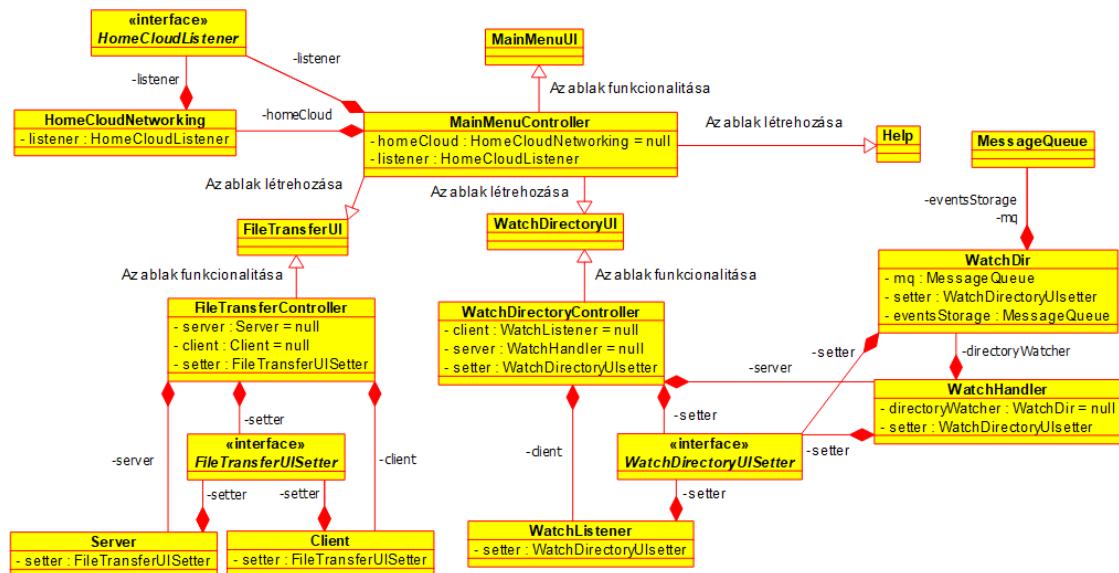 «interface»
HomeCloudListener
MainMenuUI
-listener
-listener
Az ablak funkcionalitása
HomeCloudNetworking
- listener : HomeCloudListener
-homeCloud
MainMenuController
- homeCloud : HomeCloudNetworking = null
- listener : HomeCloudListener
Az ablak létrehozása
Help
MessageQueue
Az ablak létrehozása
Az ablak létrehozása
-eventsStorage
-mq
FileTransferUI
WatchDirectoryUI
Az ablak funkcionalitása
Az ablak funkcionalitása
WatchDir
- mq : MessageQueue
- setter : WatchDirectoryUIsetter
- eventsStorage : MessageQueue
FileTransferController
- server : Server = null
- client : Client = null
- setter : FileTransferUISetter
WatchDirectoryController
- client : WatchListener = null
- server : WatchHandler = null
- setter : WatchDirectoryUIsetter
-setter
-directoryWatcher
-server
WatchHandler
- directoryWatcher : WatchDir = null
- setter : WatchDirectoryUIsetter
-setter
-setter
«interface»
FileTransferUISetter
«interface»
WatchDirectoryUISetter
-setter
-server
-client
-client
-setter
-setter
-setter
Server
- setter : FileTransferUISetter
Client
- setter : FileTransferUISetter
WatchListener
- setter : WatchDirectoryUIsetter